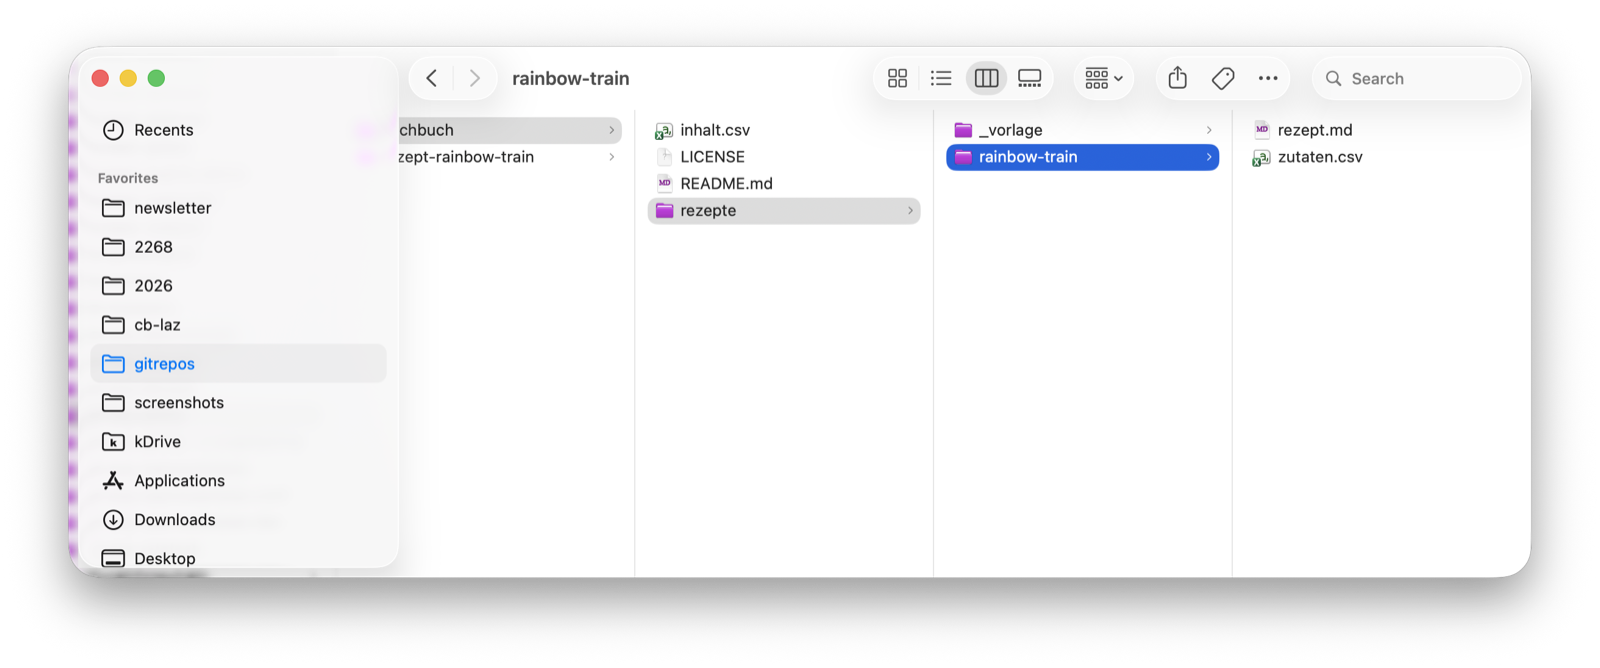 rainbow-train
Search
Recents
Favorites
newsletter
2268
2026
cb-laz
gitrepos
screenshots
kDrive
Applications
Downloads
Desktop
chbuch
zept-rainbow-train
inhalt.csv
LICENSE
README.md
rezepte
_vorlage
rainbow-train
rezept.md
zutaten.csv